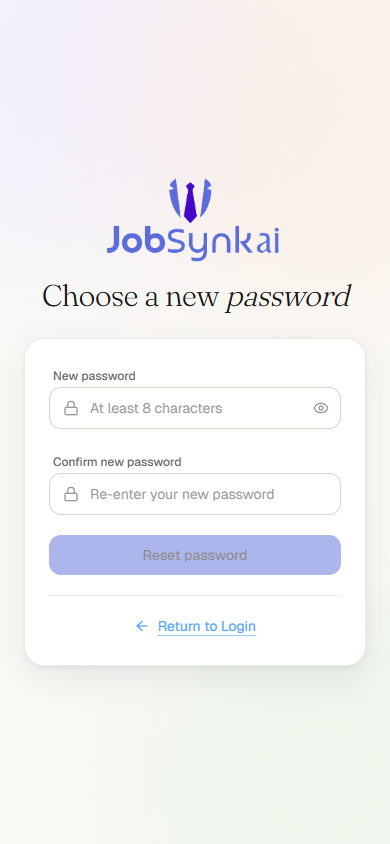 JobSynkai
Choose a new password
New password
At least 8 characters
Confirm new password
Re-enter your new password
Reset password
Return to Login